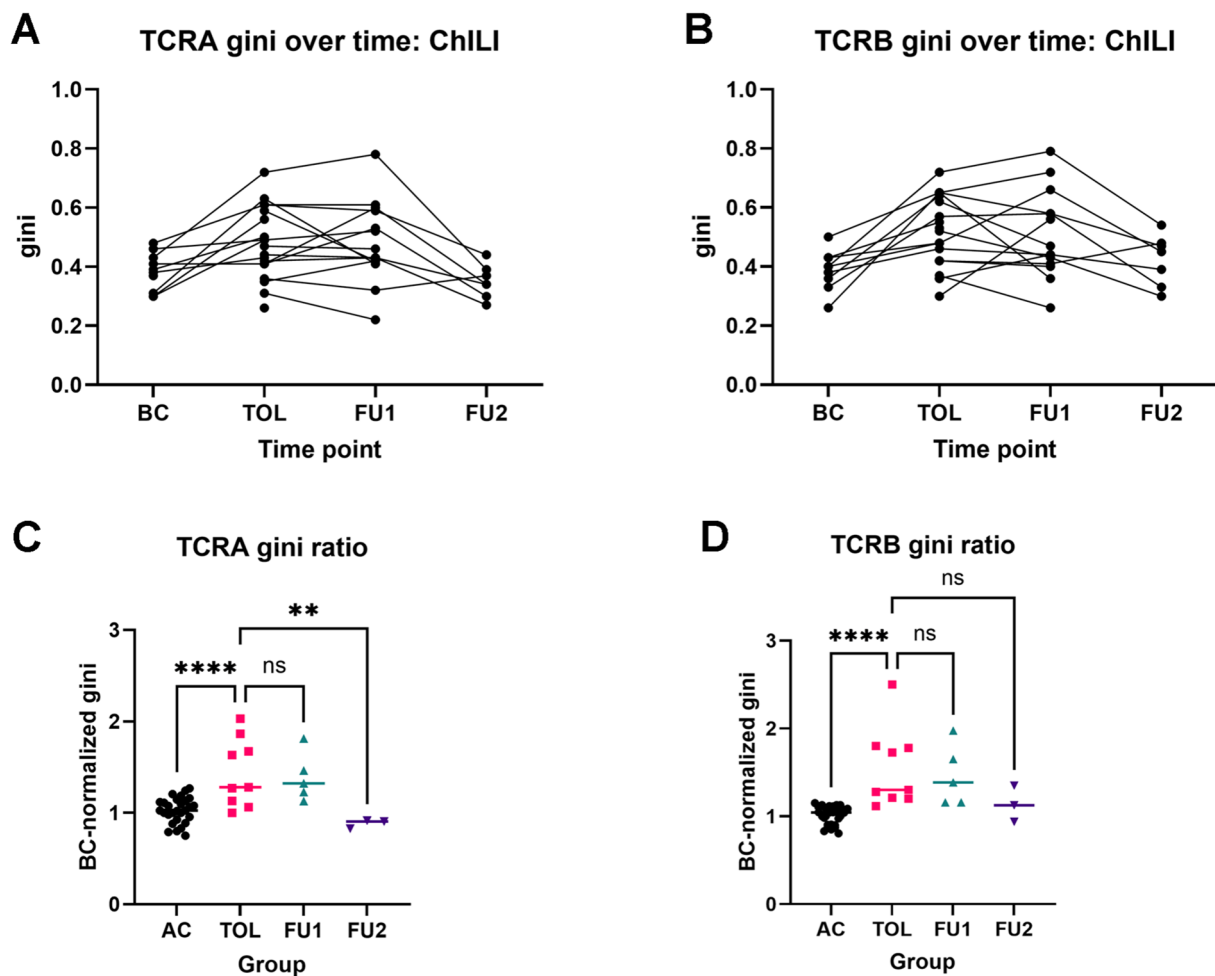 A
TCRA gini over time: ChILI
1.0
0.8
0.6
0.4
0.2
0.0
gini
BC TOL FU1 FU2
Time point
B
TCRB gini over time: ChILI
1.0
0.8
0.6
0.4
0.2
0.0
gini
BC TOL FU1 FU2
Time point
C
TCRA gini ratio
**
**** ns
3
2
1
0
BC-normalized gini
AC TOL FU1 FU2
Group
D
TCRB gini ratio
ns
**** ns
3
2
1
0
BC-normalized gini
AC TOL FU1 FU2
Group